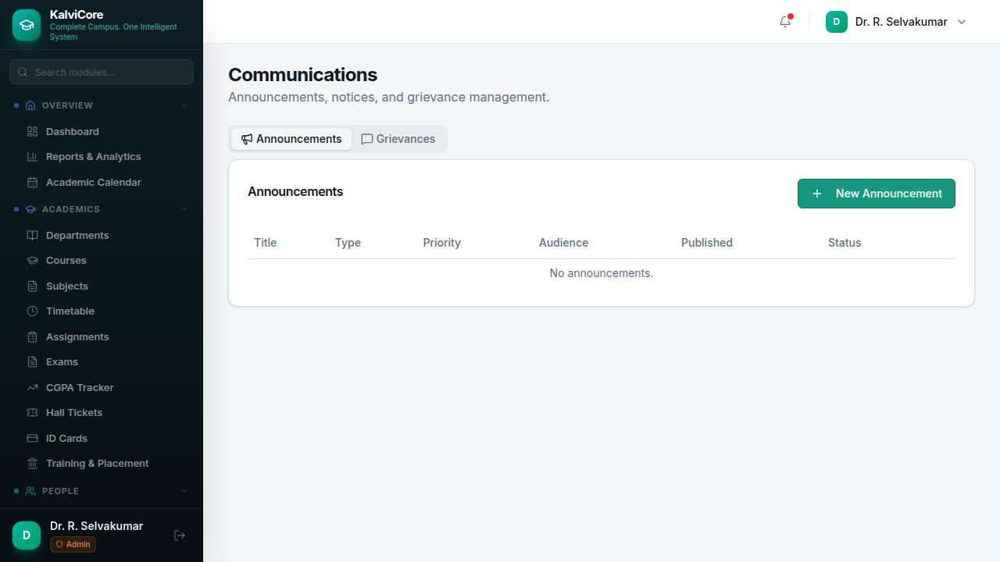 KalviCore
Complete Campus. One Intelligent
System
Search modules...
OVERVIEW
Dashboard
Reports & Analytics
Academic Calendar
ACADEMICS
Departments
Courses
Subjects
Timetable
Assignments
Exams
CGPA Tracker
Hall Tickets
ID Cards
Training & Placement
PEOPLE
D
Dr. R. Selvakumar
Admin
D Dr. R. Selvakumar
Communications
Announcements, notices, and grievance management.
Announcements Grievances
Announcements
New Announcement
Title Type Priority Audience Published Status
No announcements.